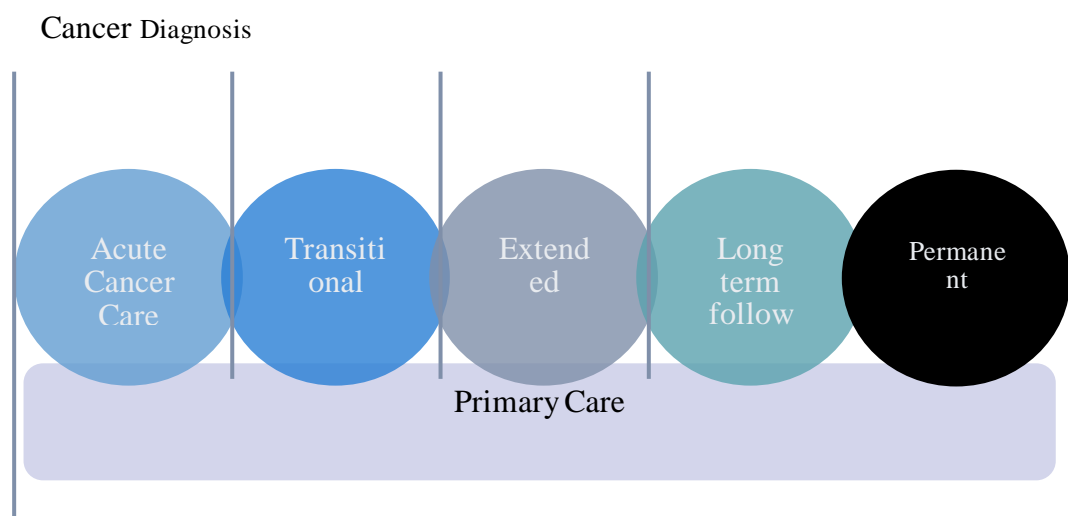 Cancer Diagnosis
Acute
Cancer
Care
Transiti
onal
Extend
ed
Long
term
follow
Permane
nt
Primary Care